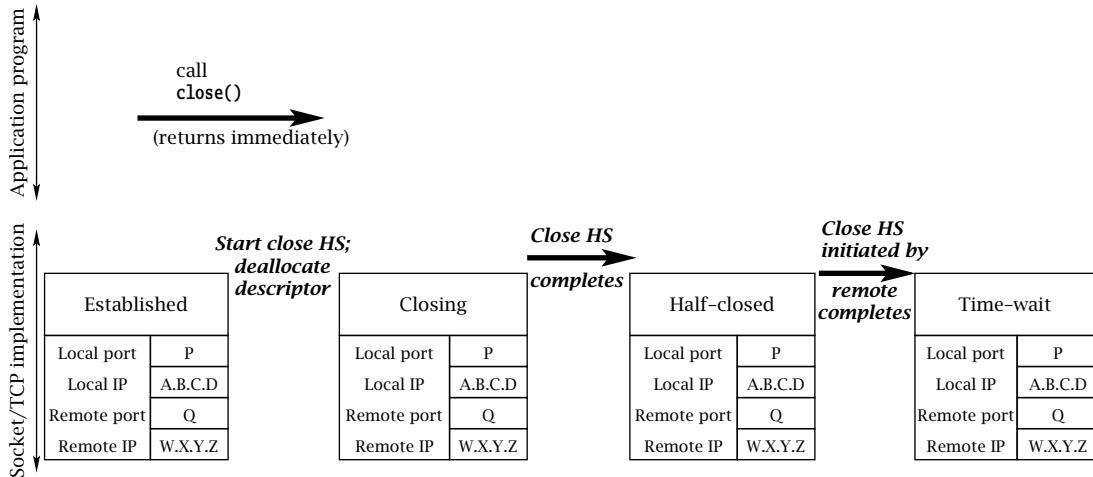 Application program
call
close()
(returns immediately)
Socket/TCP implementation
Start close HS;
deallocate
descriptor
Close HS
completes
Close HS
initiated by
remote
completes
Established
Local port P
Local IP A.B.C.D
Remote port Q
Remote IP W.X.Y.Z
Closing
Local port P
Local IP A.B.C.D
Remote port Q
Remote IP W.X.Y.Z
Half-closed
Local port P
Local IP A.B.C.D
Remote port Q
Remote IP W.X.Y.Z
Time-wait
Local port P
Local IP A.B.C.D
Remote port Q
Remote IP W.X.Y.Z